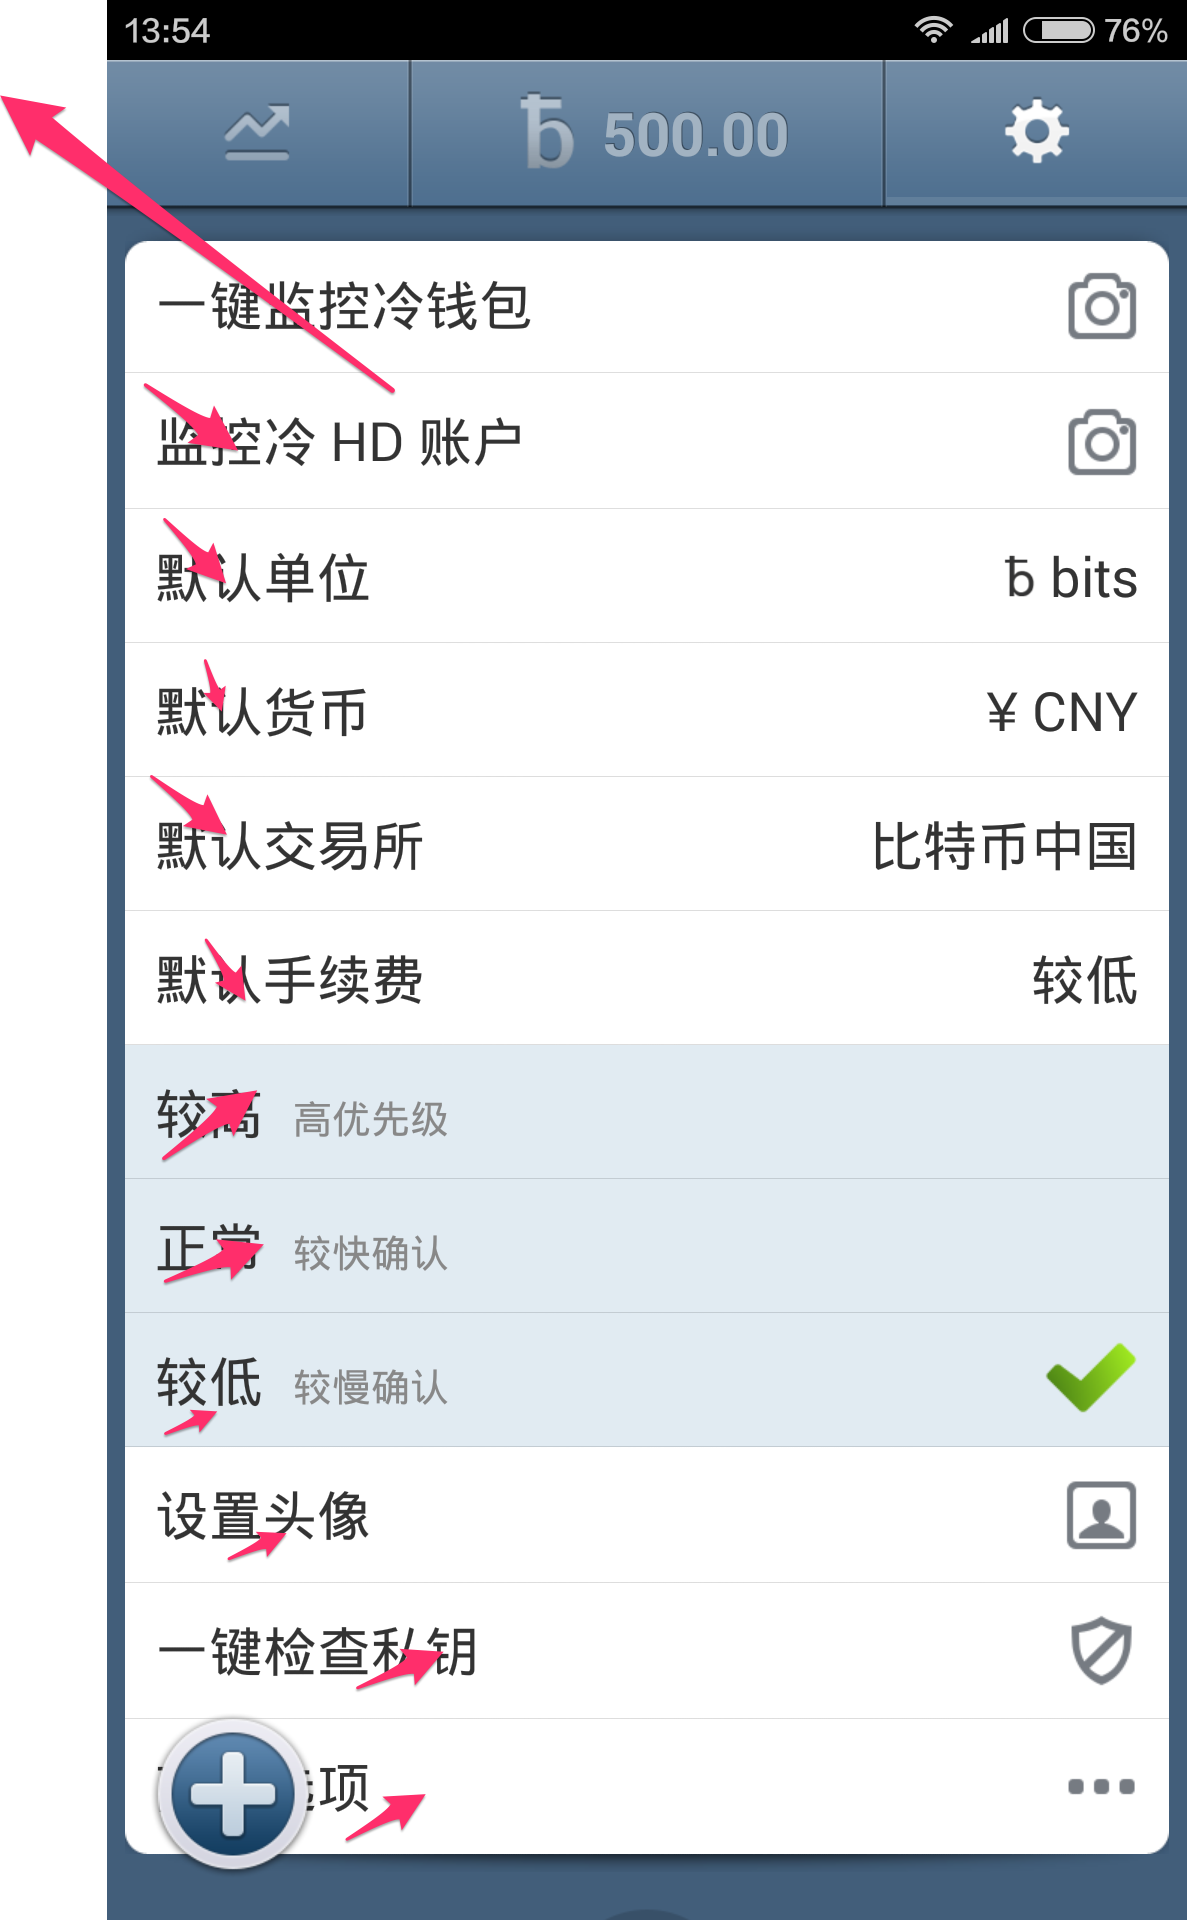 13:54 76%
ƀ 500.00
一键监控冷钱包
监控冷 HD 账户
默认单位 ƀ bits
默认货币 ¥ CNY
默认交易所 比特币中国
默认手续费 较低
较高 高优先级
正常 较快确认
较低 较慢确认
设置头像
一键检查私钥
选项